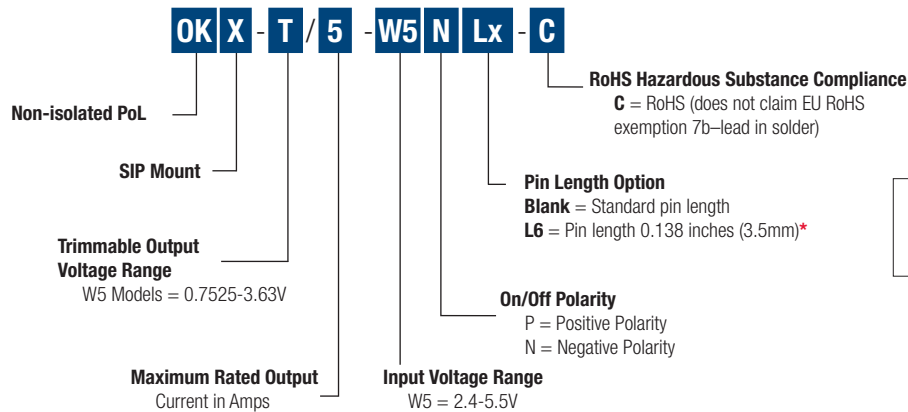 OK X - T / 5 - W5 N Lx - C
RoHS Hazardous Substance Compliance
C = RoHS (does not claim EU RoHS
exemption 7b–lead in solder)
Non-isolated PoL
SIP Mount
Pin Length Option
Blank = Standard pin length
L6 = Pin length 0.138 inches (3.5mm)*
Trimmable Output
Voltage Range
W5 Models = 0.7525-3.63V
On/Off Polarity
P = Positive Polarity
N = Negative Polarity
Maximum Rated Output
Current in Amps
Input Voltage Range
W5 = 2.4-5.5V